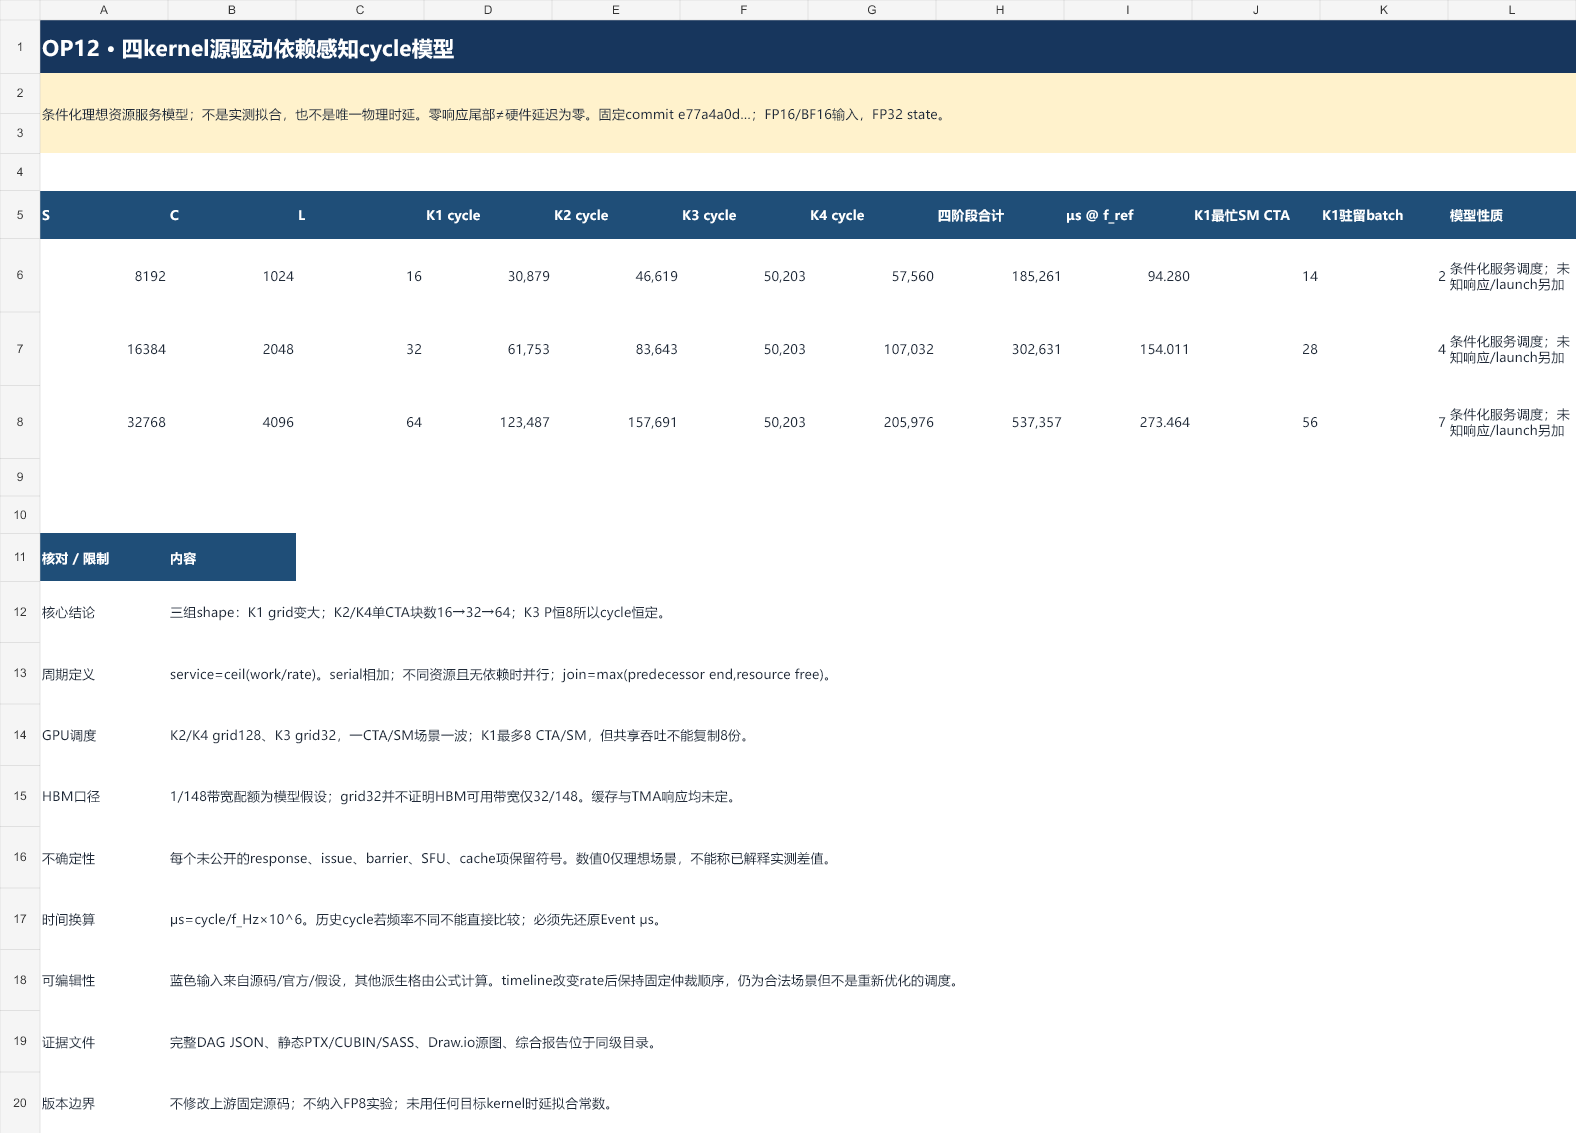 A B C D E F G H I J K L
1 OP12 • 四kernel源驱动依赖感知cycle模型
2
条件化理想资源服务模型；不是实测拟合，也不是唯一物理时延。零响应尾部≠硬件延迟为零。固定commit e77a4a0d...；FP16/BF16输入，FP32 state。
3
4
5 S C L K1 cycle K2 cycle K3 cycle K4 cycle 四阶段合计 µs @ f_ref K1最忙SM CTA K1驻留batch 模型性质
6 8192 1024 16 30,879 46,619 50,203 57,560 185,261 94.280 14 2 条件化服务调度；未
知响应/launch另加
7 16384 2048 32 61,753 83,643 50,203 107,032 302,631 154.011 28 4 条件化服务调度；未
知响应/launch另加
8 32768 4096 64 123,487 157,691 50,203 205,976 537,357 273.464 56 7 条件化服务调度；未
知响应/launch另加
9
10
11 核对 / 限制 内容
12 核心结论 三组shape：K1 grid变大；K2/K4单CTA块数16→32→64；K3 P恒8所以cycle恒定。
13 周期定义 service=ceil(work/rate)。serial相加；不同资源且无依赖时并行；join=max(predecessor end,resource free)。
14 GPU调度 K2/K4 grid128、K3 grid32，一CTA/SM场景一波；K1最多8 CTA/SM，但共享吞吐不能复制8份。
15 HBM口径 1/148带宽配额为模型假设；grid32并不证明HBM可用带宽仅32/148。缓存与TMA响应均未定。
16 不确定性 每个未公开的response、issue、barrier、SFU、cache项保留符号。数值0仅理想场景，不能称已解释实测差值。
17 时间换算 µs=cycle/f_Hz×10^6。历史cycle若频率不同不能直接比较；必须先还原Event µs。
18 可编辑性 蓝色输入来自源码/官方/假设，其他派生格由公式计算。timeline改变rate后保持固定仲裁顺序，仍为合法场景但不是重新优化的调度。
19 证据文件 完整DAG JSON、静态PTX/CUBIN/SASS、Draw.io源图、综合报告位于同级目录。
20 版本边界 不修改上游固定源码；不纳入FP8实验；未用任何目标kernel时延拟合常数。